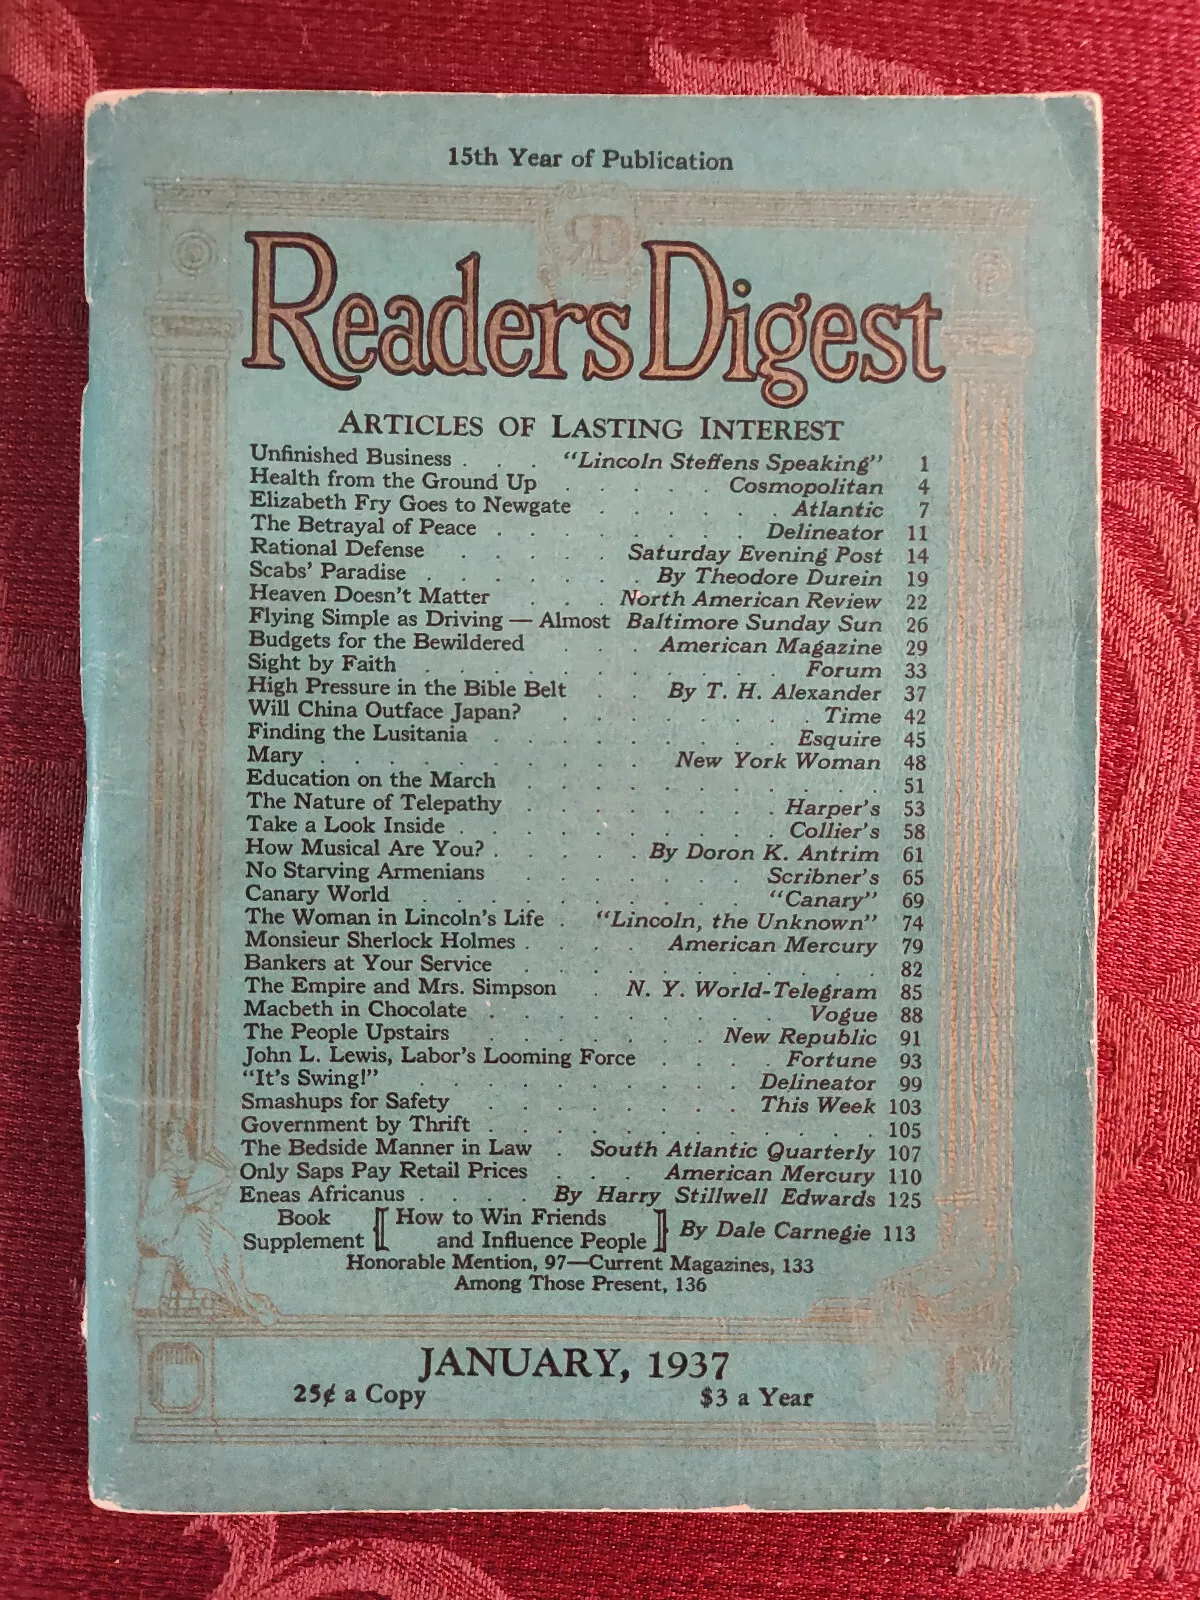 15th Year of Publication
RD
Readers Digest
ARTICLES OF LASTING INTEREST
Unfinished Business . . . "Lincoln Steffens Speaking" 1
Health from the Ground Up . . . . . Cosmopolitan 4
Elizabeth Fry Goes to Newgate . . . . . . Atlantic 7
The Betrayal of Peace . . . . . . . . Delineator 11
Rational Defense . . . . . Saturday Evening Post 14
Scabs' Paradise . . . . . . . By Theodore Durein 19
Heaven Doesn't Matter . . . North American Review 22
Flying Simple as Driving — Almost Baltimore Sunday Sun 26
Budgets for the Bewildered . . . American Magazine 29
Sight by Faith . . . . . . . . . . . Forum 33
High Pressure in the Bible Belt . . By T. H. Alexander 37
Will China Outface Japan? . . . . . . . . Time 42
Finding the Lusitania . . . . . . . . . Esquire 45
Mary . . . . . . . . . . New York Woman 48
Education on the March . . . . . . . . . . . 51
The Nature of Telepathy . . . . . . . . Harper's 53
Take a Look Inside . . . . . . . . . . Collier's 58
How Musical Are You? . . . . . By Doron K. Antrim 61
No Starving Armenians . . . . . . . . Scribner's 65
Canary World . . . . . . . . . . . "Canary" 69
The Woman in Lincoln's Life . "Lincoln, the Unknown" 74
Monsieur Sherlock Holmes . . . . American Mercury 79
Bankers at Your Service . . . . . . . . . . . 82
The Empire and Mrs. Simpson . N. Y. World-Telegram 85
Macbeth in Chocolate . . . . . . . . . Vogue 88
The People Upstairs . . . . . . . New Republic 91
John L. Lewis, Labor's Looming Force . . . . Fortune 93
"It's Swing!" . . . . . . . . . . Delineator 99
Smashups for Safety . . . . . . . . This Week 103
Government by Thrift . . . . . . . . . . . . 105
The Bedside Manner in Law . South Atlantic Quarterly 107
Only Saps Pay Retail Prices . . . American Mercury 110
Eneas Africanus . . . . By Harry Stillwell Edwards 125
Book Supplement [ How to Win Friends
and Influence People ] By Dale Carnegie 113
Honorable Mention, 97—Current Magazines, 133
Among Those Present, 136
JANUARY, 1937
25¢ a Copy $3 a Year